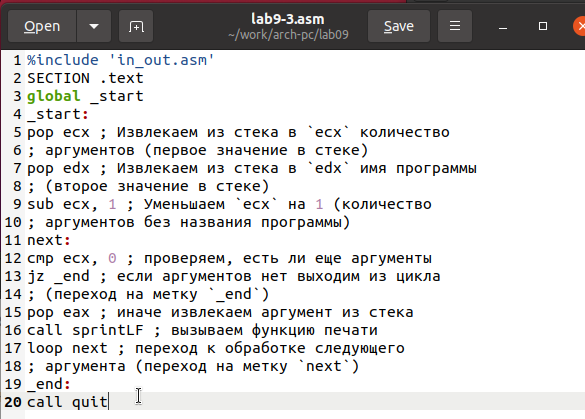 Open
lab9-3.asm
~/work/arch-pc/lab09
Save
1 %include 'in_out.asm'
2 SECTION .text
3 global _start
4 _start:
5 pop ecx ; Извлекаем из стека в `ecx` количество
6 ; аргументов (первое значение в стеке)
7 pop edx ; Извлекаем из стека в `edx` имя программы
8 ; (второе значение в стеке)
9 sub ecx, 1 ; Уменьшаем `ecx` на 1 (количество
10 ; аргументов без названия программы)
11 next:
12 cmp ecx, 0 ; проверяем, есть ли еще аргументы
13 jz _end ; если аргументов нет выходим из цикла
14 ; (переход на метку `_end`)
15 pop eax ; иначе извлекаем аргумент из стека
16 call sprintLF ; вызываем функцию печати
17 loop next ; переход к обработке следующего
18 ; аргумента (переход на метку `next`)
19 _end:
20 call quit